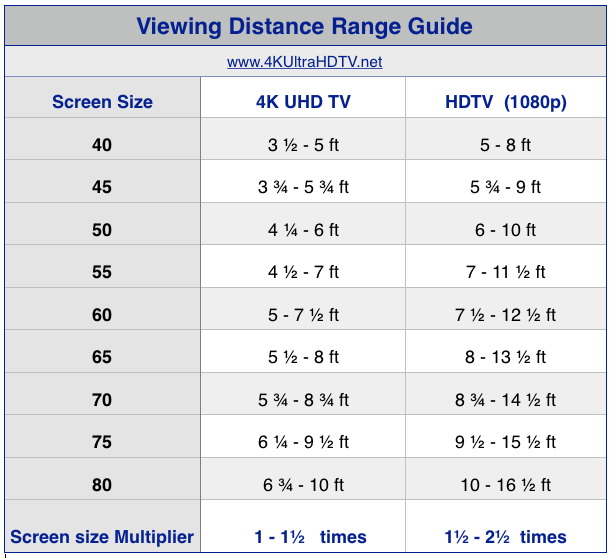 Viewing Distance Range Guide
www.4KUltraHDTV.net
Screen Size 4K UHD TV HDTV (1080p)
40 3 ½ - 5 ft 5 - 8 ft
45 3 ¾ - 5 ¾ ft 5 ¾ - 9 ft
50 4 ¼ - 6 ft 6 - 10 ft
55 4 ½ - 7 ft 7 - 11 ½ ft
60 5 - 7 ½ ft 7 ½ - 12 ½ ft
65 5 ½ - 8 ft 8 - 13 ½ ft
70 5 ¾ - 8 ¾ ft 8 ¾ - 14 ½ ft
75 6 ¼ - 9 ½ ft 9 ½ - 15 ½ ft
80 6 ¾ - 10 ft 10 - 16 ½ ft
Screen size Multiplier 1 - 1½ times 1½ - 2½ times